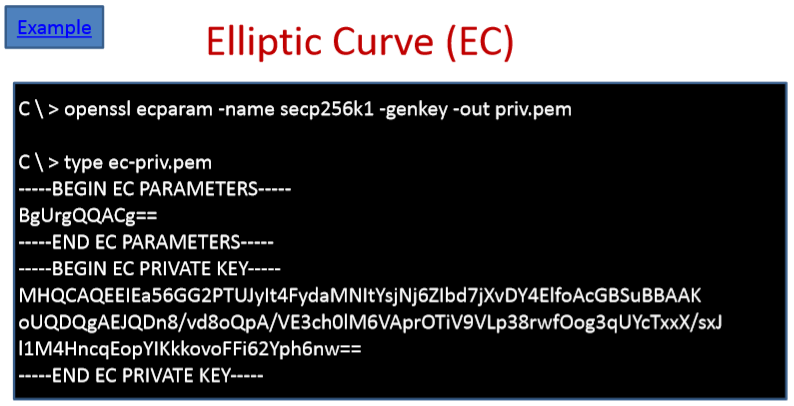 Example
Elliptic Curve (EC)
C \ > openssl ecparam -name secp256k1 -genkey -out priv.pem
C \ > type ec-priv.pem
-----BEGIN EC PARAMETERS-----
BgUrgQQACg==
-----END EC PARAMETERS-----
-----BEGIN EC PRIVATE KEY-----
MHQCAQEEIEa56GG2PTUJyIt4FydaMNItYsjNj6ZIbd7jXvDY4ElfoAcGBSuBBAAK
oUQDQgAEJQDn8/vd8oQpA/VE3ch0lM6VAprOTiV9VLp38rwfOog3qUYcTxxX/sxJ
l1M4HncqEopYIKkkovoFFi62Yph6nw==
-----END EC PRIVATE KEY-----